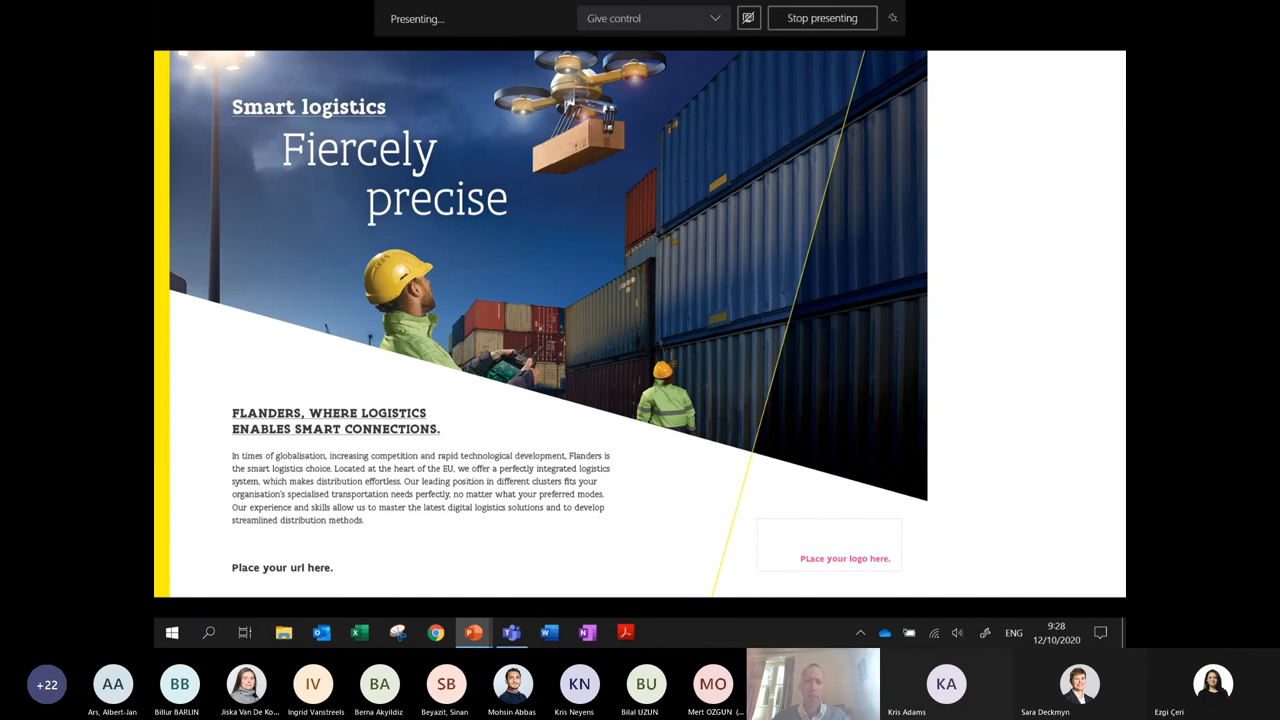 Presenting...
Give control
Stop presenting
Smart logistics
Fiercely
precise
FLANDERS, WHERE LOGISTICS
ENABLES SMART CONNECTIONS.
In times of globalisation, increasing competition and rapid technological development, Flanders is
the smart logistics choice. Located at the heart of the EU, we offer a perfectly integrated logistics
system, which makes distribution effortless. Our leading position in different clusters fits your
organisation's specialised transportation needs perfectly, no matter what your preferred modes.
Our experience and skills allow us to master the latest digital logistics solutions and to develop
streamlined distribution methods.
Place your url here.
PLace your logo here.
ENG
9:28
12/10/2020
+22
AA
BB
IV
BA
SB
KN
BU
MO
KA
Ars, Albert-Jan
Billur BARLIN
Jiska Van De Ko...
Ingrid Vanstreels
Berna Akyildiz
Beyazit, Sinan
Mohsin Abbas
Kris Neyens
Bilal UZUN
Mert OZGUN (...
Kris Adams
Sara Deckmyn
Ezgi Çeri